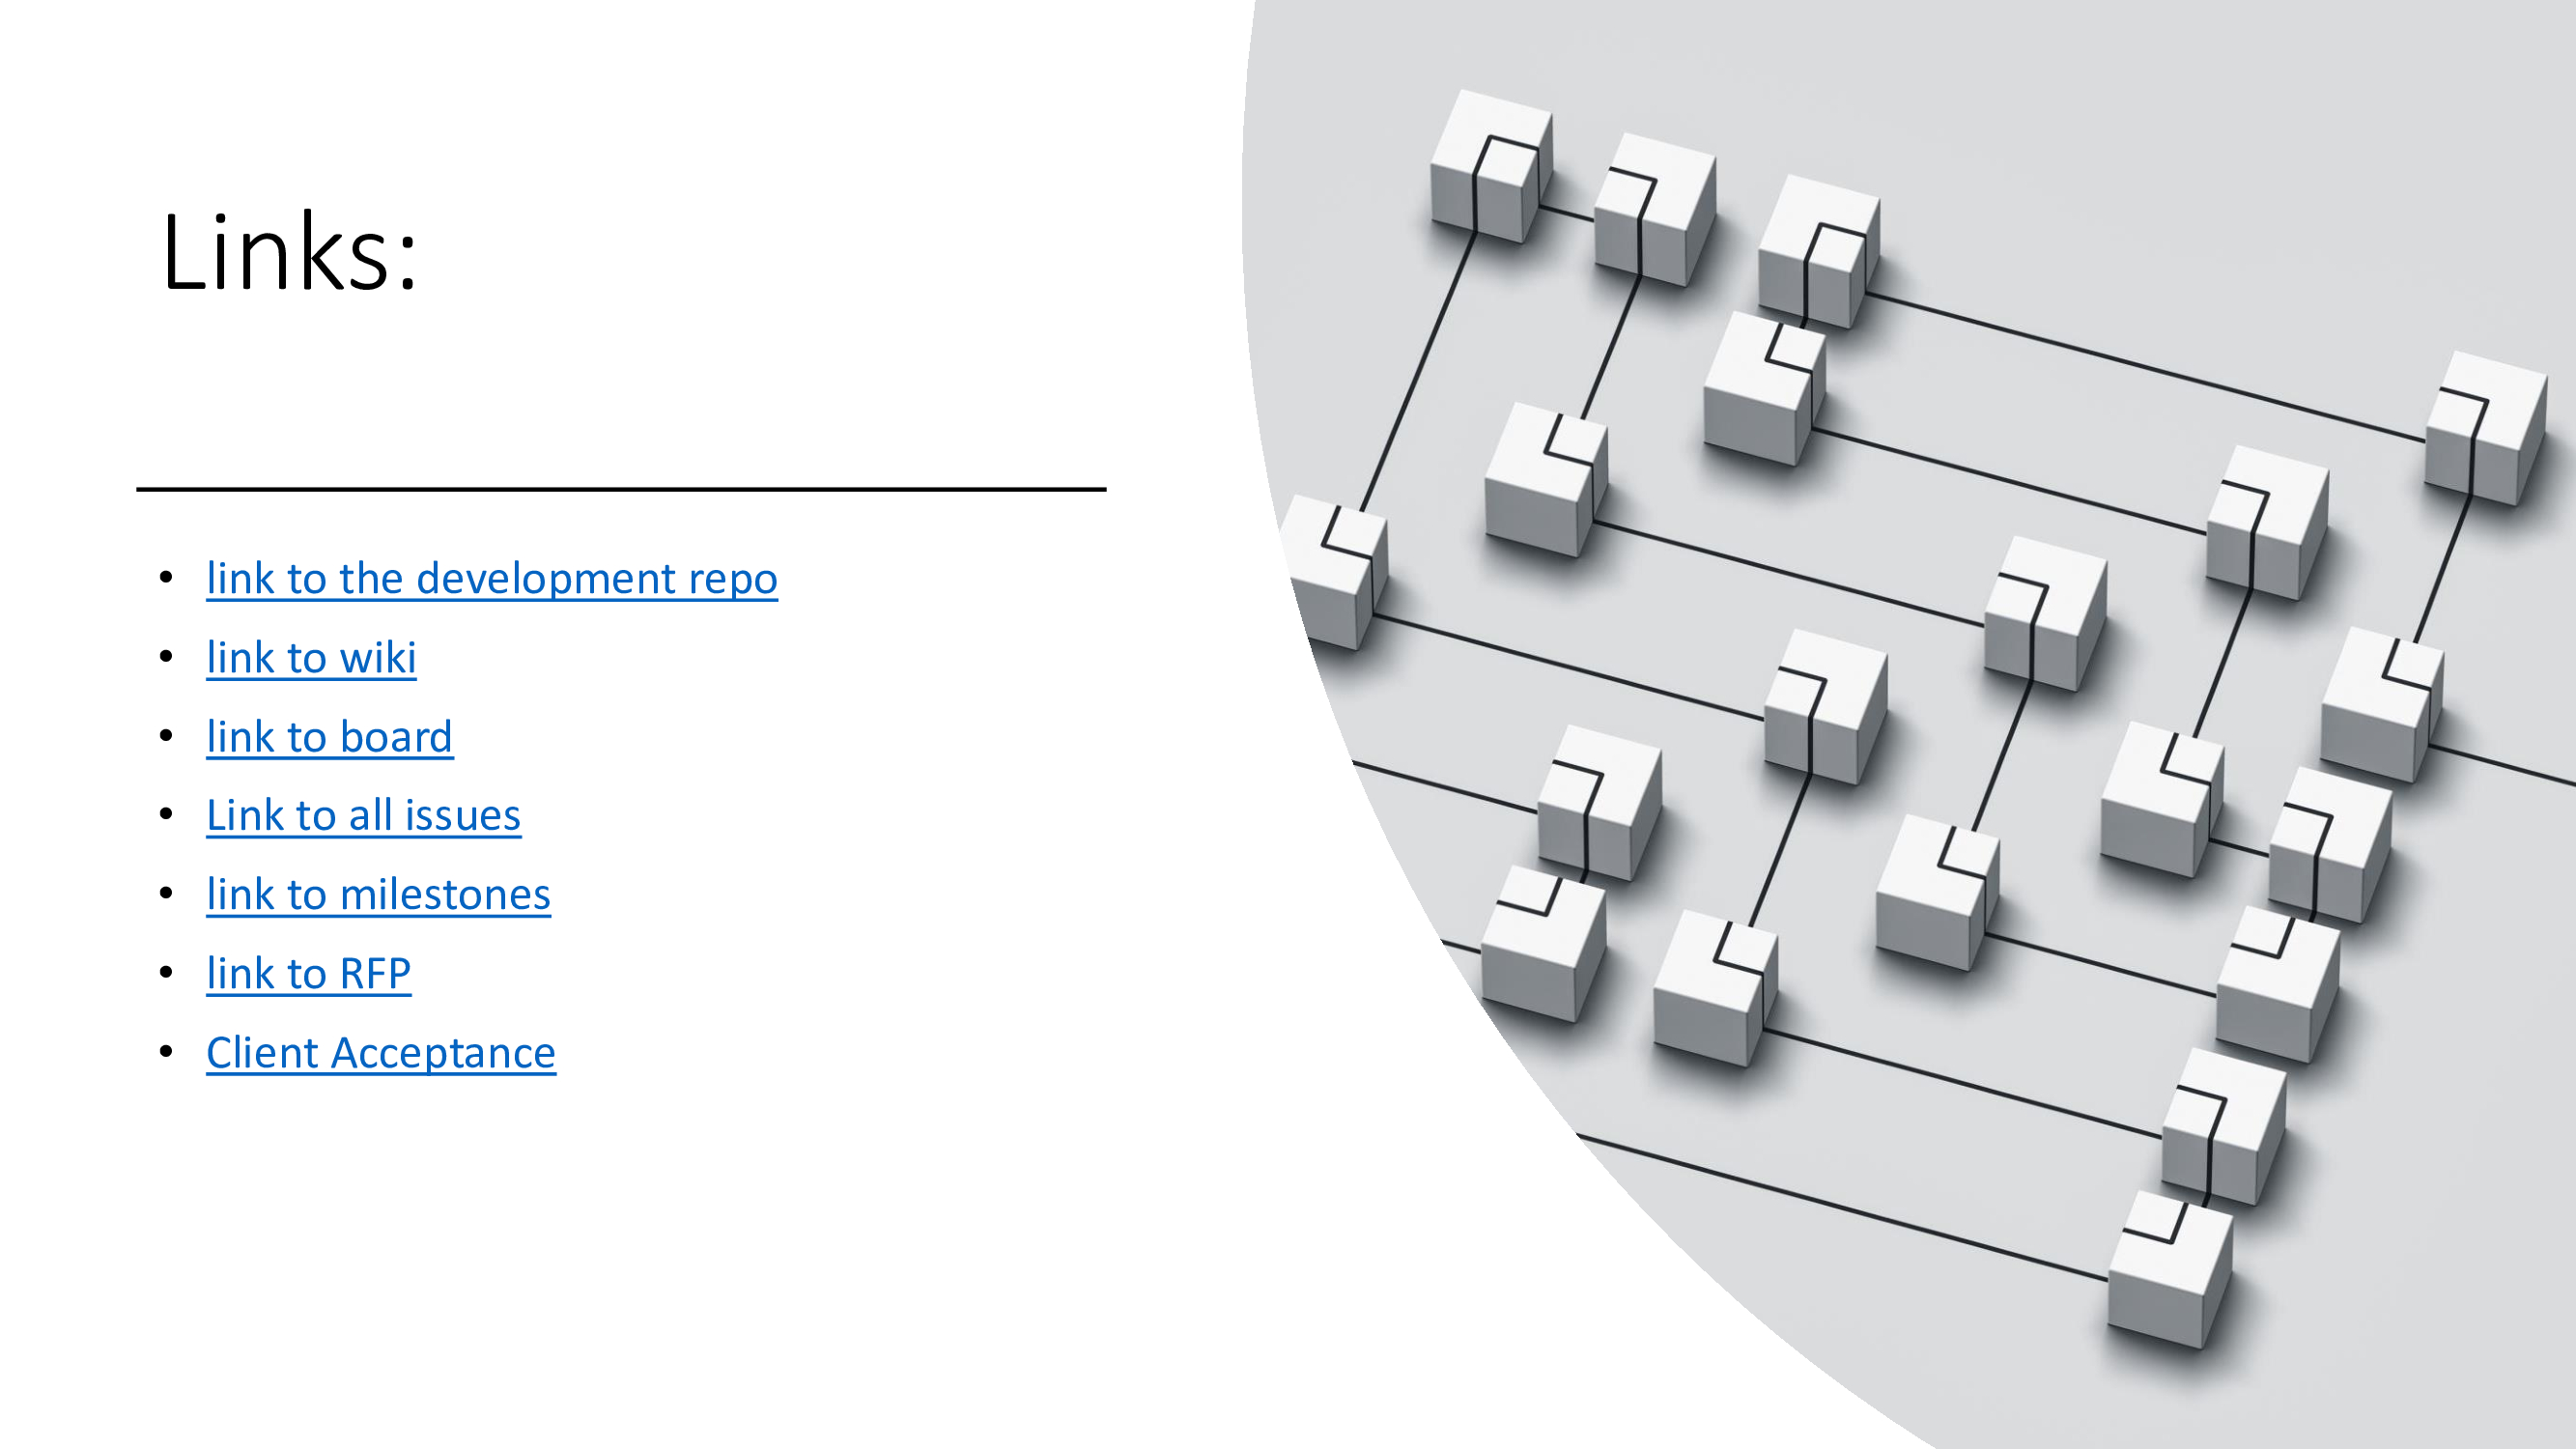 Links:
• link to the development repo
• link to wiki
• link to board
• Link to all issues
• link to milestones
• link to RFP
• Client Acceptance